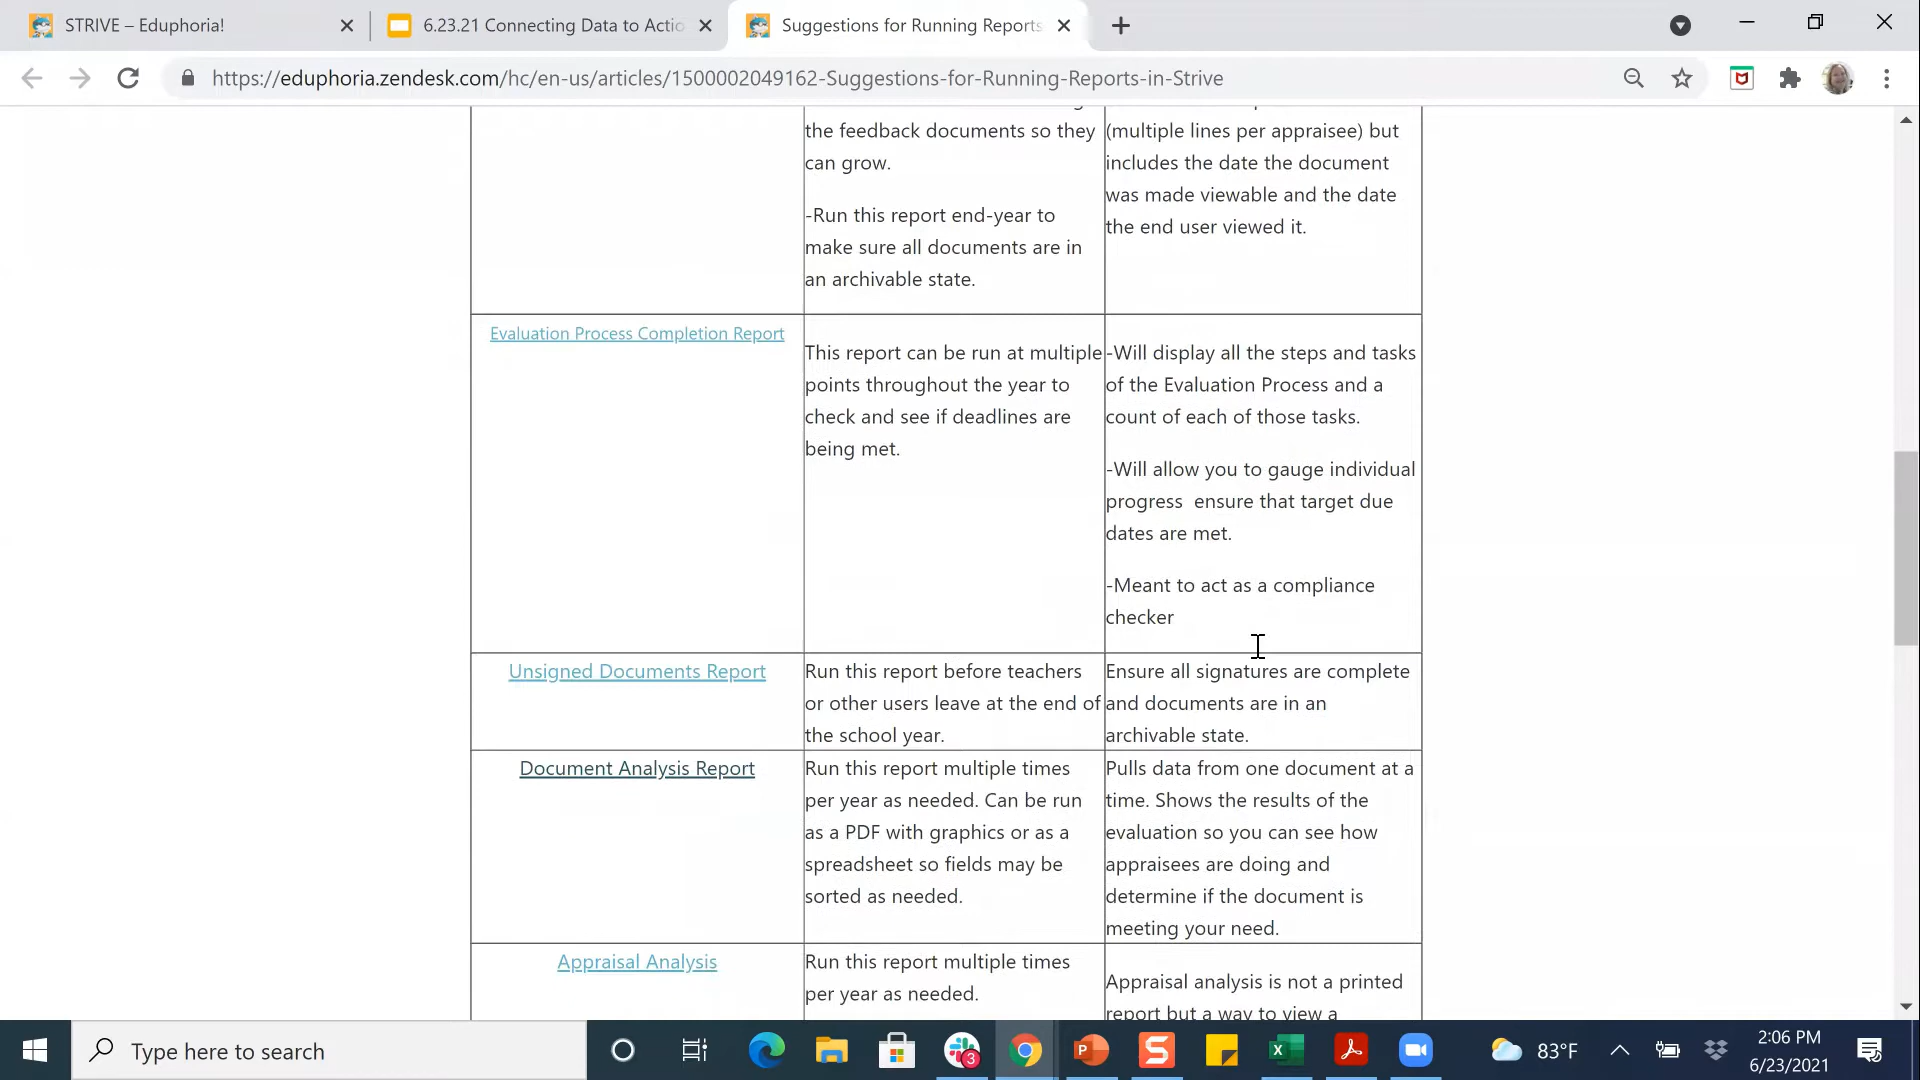 STRIVE – Eduphoria!
6.23.21 Connecting Data to Actio
Suggestions for Running Reports
https://eduphoria.zendesk.com/hc/en-us/articles/1500002049162-Suggestions-for-Running-Reports-in-Strive
the feedback documents so they
can grow.
-Run this report end-year to
make sure all documents are in
an archivable state.
(multiple lines per appraisee) but
includes the date the document
was made viewable and the date
the end user viewed it.
Evaluation Process Completion Report
This report can be run at multiple
points throughout the year to
check and see if deadlines are
being met.
-Will display all the steps and tasks
of the Evaluation Process and a
count of each of those tasks.
-Will allow you to gauge individual
progress  ensure that target due
dates are met.
-Meant to act as a compliance
checker
Unsigned Documents Report
Run this report before teachers
or other users leave at the end of
the school year.
Ensure all signatures are complete
and documents are in an
archivable state.
Document Analysis Report
Run this report multiple times
per year as needed. Can be run
as a PDF with graphics or as a
spreadsheet so fields may be
sorted as needed.
Pulls data from one document at a
time. Shows the results of the
evaluation so you can see how
appraisees are doing and
determine if the document is
meeting your need.
Appraisal Analysis
Run this report multiple times
per year as needed.
Appraisal analysis is not a printed
report but a way to view a
Type here to search
3
83°F
2:06 PM
6/23/2021